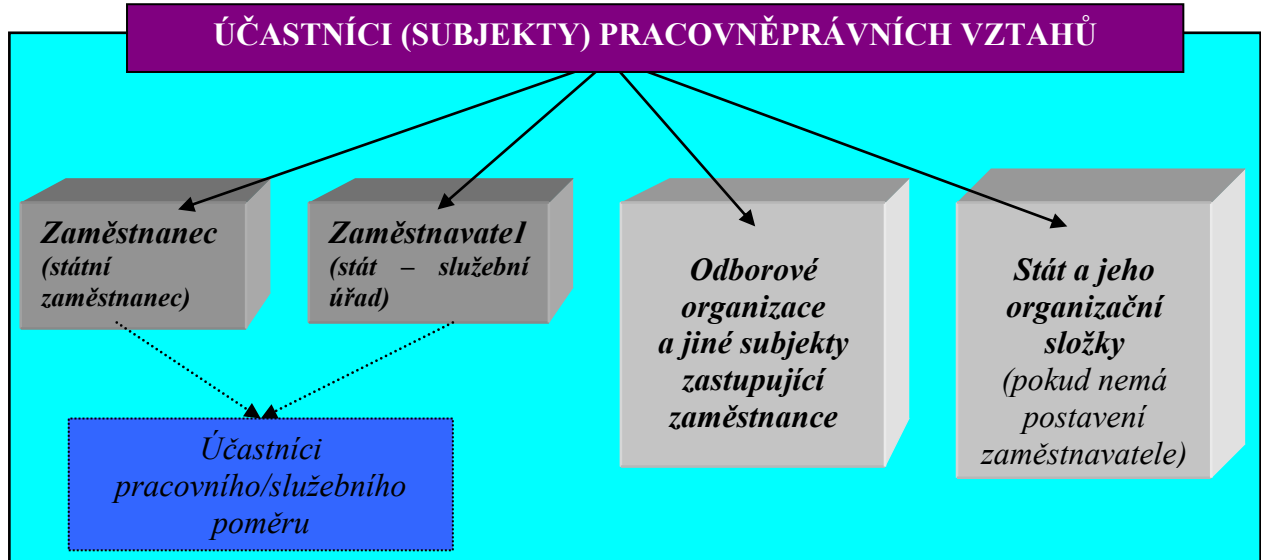 ÚČASTNÍCI (SUBJEKTY) PRACOVNĚPRÁVNÍCH VZTAHŮ
Zaměstnanec
(státní
zaměstnanec)
Zaměstnavatel
(stát – služební
úřad)
Odborové
organizace
a jiné subjekty
zastupující
zaměstnance
Stát a jeho
organizační
složky
(pokud nemá
postavení
zaměstnavatele)
Účastníci
pracovního/služebního
poměru